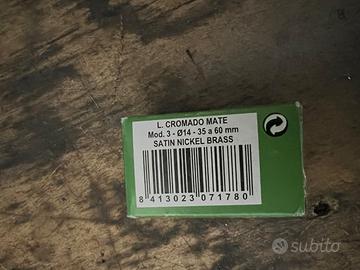 L. CROMADO MATE
Mod. 3 - Ø14 - 35 a 60 mm
SATIN NICKEL BRASS
8 413023 071780
subito